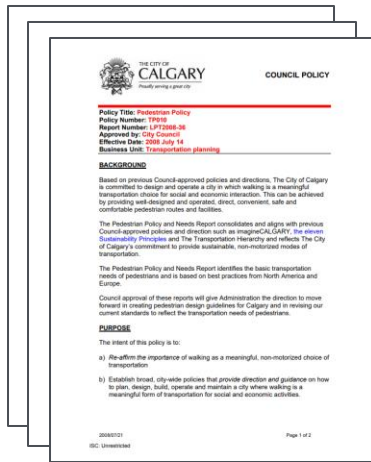 THE CITY OF
CALGARY
Proudly serving a great city
COUNCIL POLICY
Policy Title: Pedestrian Policy
Policy Number: TP010
Report Number: LPT2008-36
Approved by: City Council
Effective Date: 2008 July 14
Business Unit: Transportation planning
BACKGROUND
Based on previous Council-approved policies and directions, The City of Calgary
is committed to design and operate a city in which walking is a meaningful
transportation choice for social and economic interaction. This can be achieved
by providing well-designed and operated, direct, convenient, safe and
comfortable pedestrian routes and facilities.
The Pedestrian Policy and Needs Report consolidates and aligns with previous
Council-approved policies and direction such as imagineCALGARY, the eleven
Sustainability Principles and The Transportation Hierarchy and reflects The City
of Calgary's commitment to provide sustainable, non-motorized modes of
transportation.
The Pedestrian Policy and Needs Report identifies the basic transportation
needs of pedestrians and is based on best practices from North America and
Europe.
Council approval of these reports will give Administration the direction to move
forward in creating pedestrian design guidelines for Calgary and in revising our
current standards to reflect the transportation needs of pedestrians.
PURPOSE
The intent of this policy is to:
a) Re-affirm the importance of walking as a meaningful, non-motorized choice of
transportation
b) Establish broad, city-wide policies that provide direction and guidance on how
to plan, design, build, operate and maintain a city where walking is a
meaningful form of transportation for social and economic activities.
2008/07/21
Page 1 of 2
ISC: Unrestricted